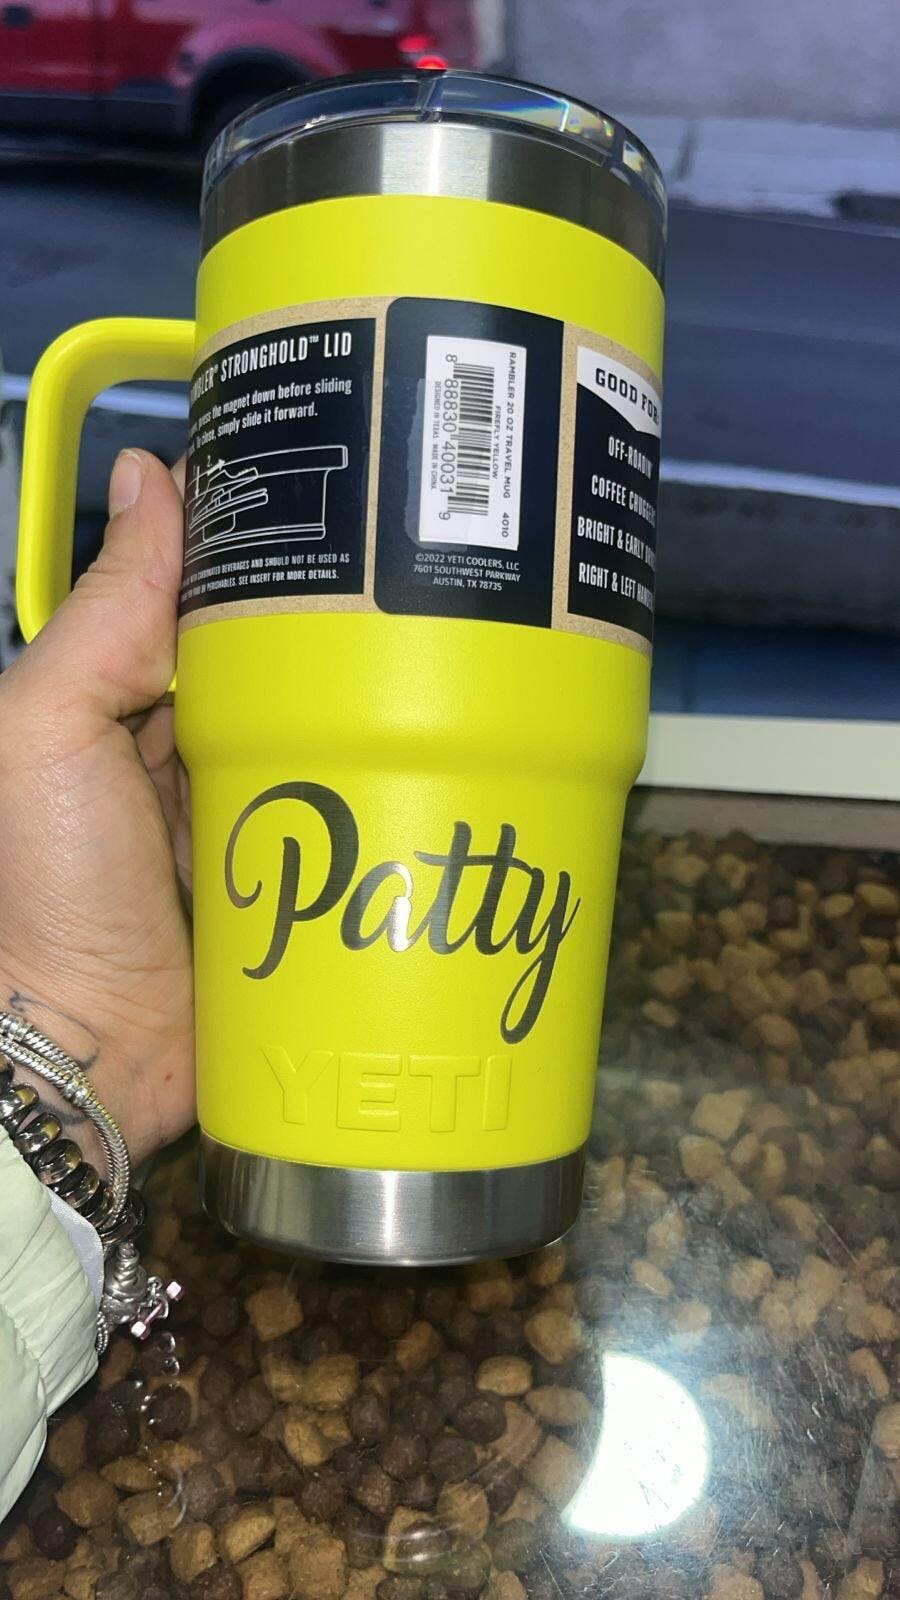 STRONGHOLD™ LID
press the magnet down before sliding
To close, simply slide it forward.
2.
CARBONATED BEVERAGES AND SHOULD NOT BE USED AS
PERISHABLES. SEE INSERT FOR MORE DETAILS.
RAMBLER 20 OZ TRAVEL MUG 4010
FIREFLY YELLOW
8 88830 40031 9
DESIGNED IN TEXAS MADE IN CHINA
©2022 YETI COOLERS, LLC
7601 SOUTHWEST PARKWAY
AUSTIN, TX 78735
GOOD FOR
OFF-ROADIN'
COFFEE
BRIGHT & EARLY
RIGHT & LEFT
Patty
YETI